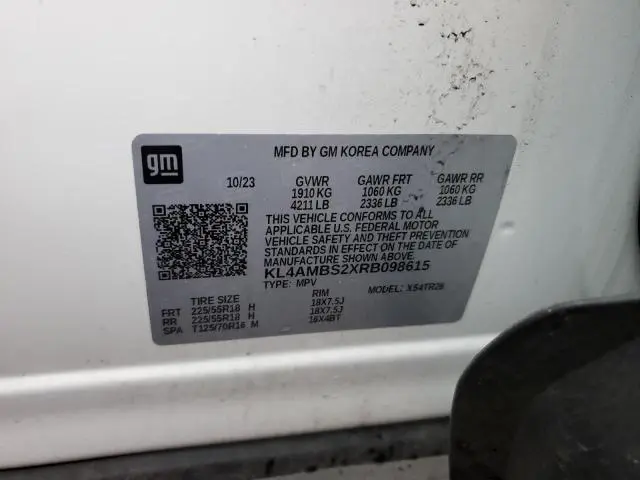 gm
MFD BY GM KOREA COMPANY
10/23 GVWR GAWR FRT GAWR RR
1910 KG 1060 KG 1060 KG
4211 LB 2336 LB 2336 LB
THIS VEHICLE CONFORMS TO ALL
APPLICABLE U.S. FEDERAL MOTOR
VEHICLE SAFETY AND THEFT PREVENTION
STANDARDS IN EFFECT ON THE DATE OF
MANUFACTURE SHOWN ABOVE.
KL4AMBS2XRB098615
TYPE: MPV MODEL: X54TR26
TIRE SIZE RIM
FRT 225/55R18 H 18X7.5J
RR 225/55R18 H 18X7.5J
SPA T125/70R16 M 16X4BT